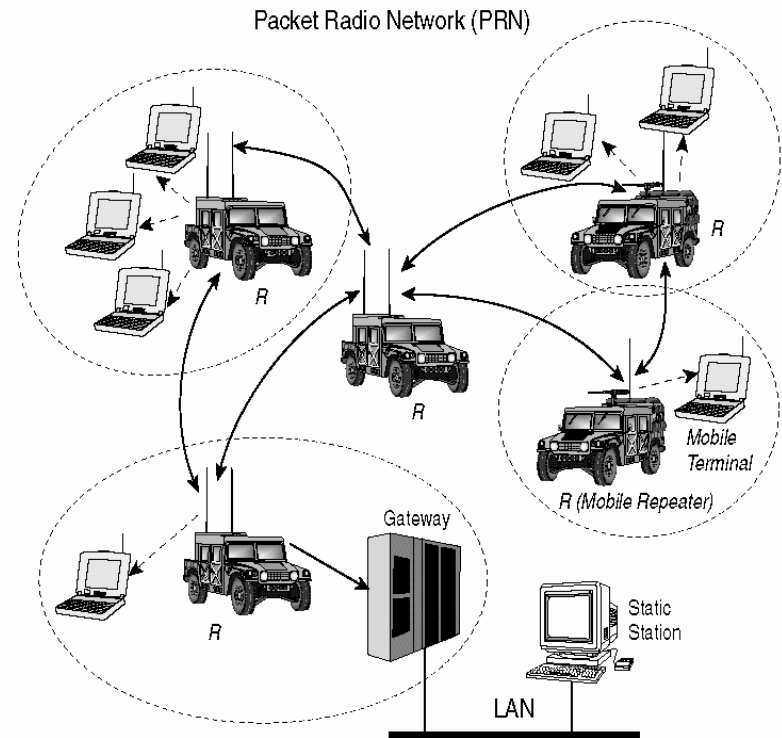 Packet Radio Network (PRN)
R
R
R
Mobile
Terminal
R (Mobile Repeater)
Gateway
R
Static
Station
LAN